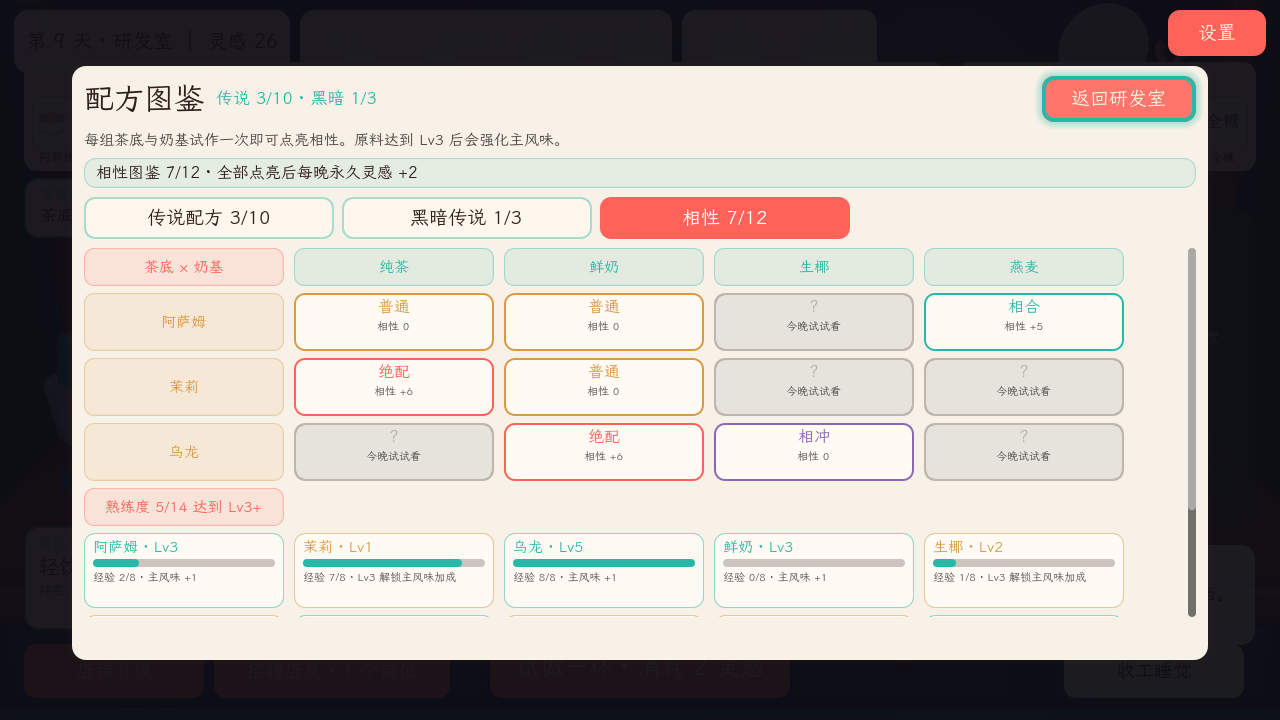 第 9 天・研发室 │ 灵感 26
设置
配方图鉴
传说 3/10・黑暗 1/3
返回研发室
每组茶底与奶基试作一次即可点亮相性。原料达到 Lv3 后会强化主风味。
相性图鉴 7/12・全部点亮后每晚永久灵感 +2
传说配方 3/10
黑暗传说 1/3
相性 7/12
茶底 × 奶基
纯茶
鲜奶
生椰
燕麦
阿萨姆
普通
相性 0
普通
相性 0
?
今晚试试看
相合
相性 +5
茉莉
绝配
相性 +6
普通
相性 0
?
今晚试试看
?
今晚试试看
乌龙
?
今晚试试看
绝配
相性 +6
相冲
相性 0
?
今晚试试看
熟练度 5/14 达到 Lv3+
阿萨姆・Lv3
经验 2/8・主风味 +1
茉莉・Lv1
经验 7/8・Lv3 解锁主风味加成
乌龙・Lv5
经验 8/8・主风味 +1
鲜奶・Lv3
经验 0/8・主风味 +1
生椰・Lv2
经验 1/8・Lv3 解锁主风味加成
收工睡觉